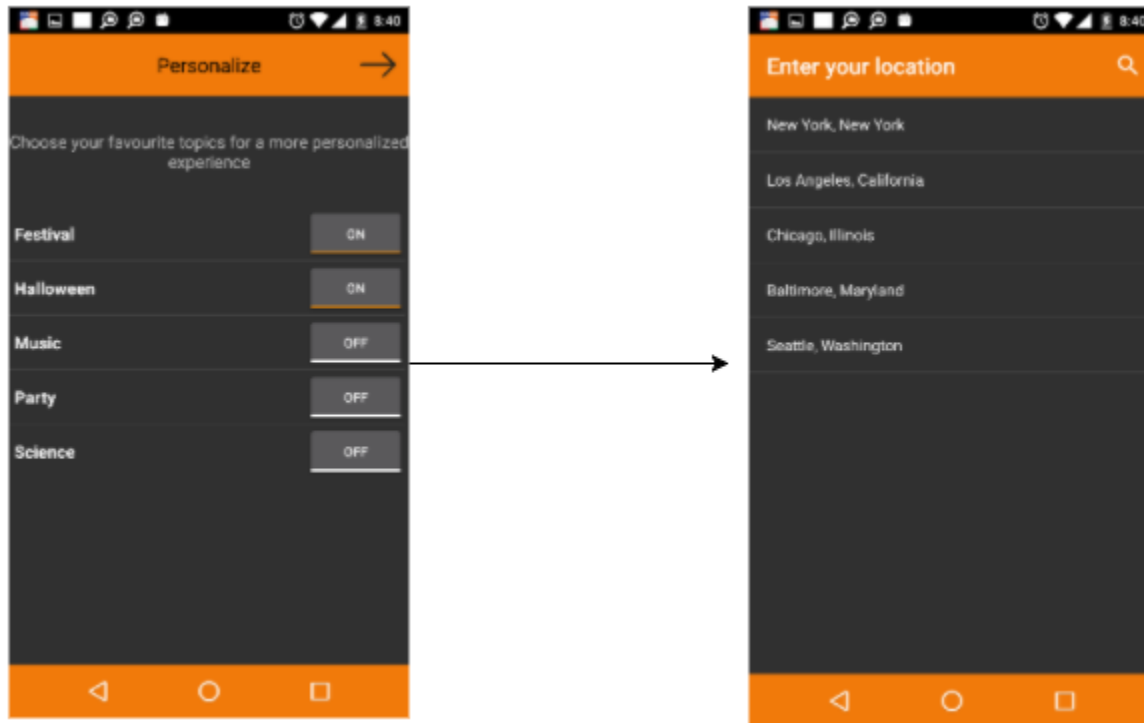 8:40
Personalize
Choose your favourite topics for a more personalized
experience
Festival ON
Halloween ON
Music OFF
Party OFF
Science OFF
8:40
Enter your location
New York, New York
Los Angeles, California
Chicago, Illinois
Baltimore, Maryland
Seattle, Washington